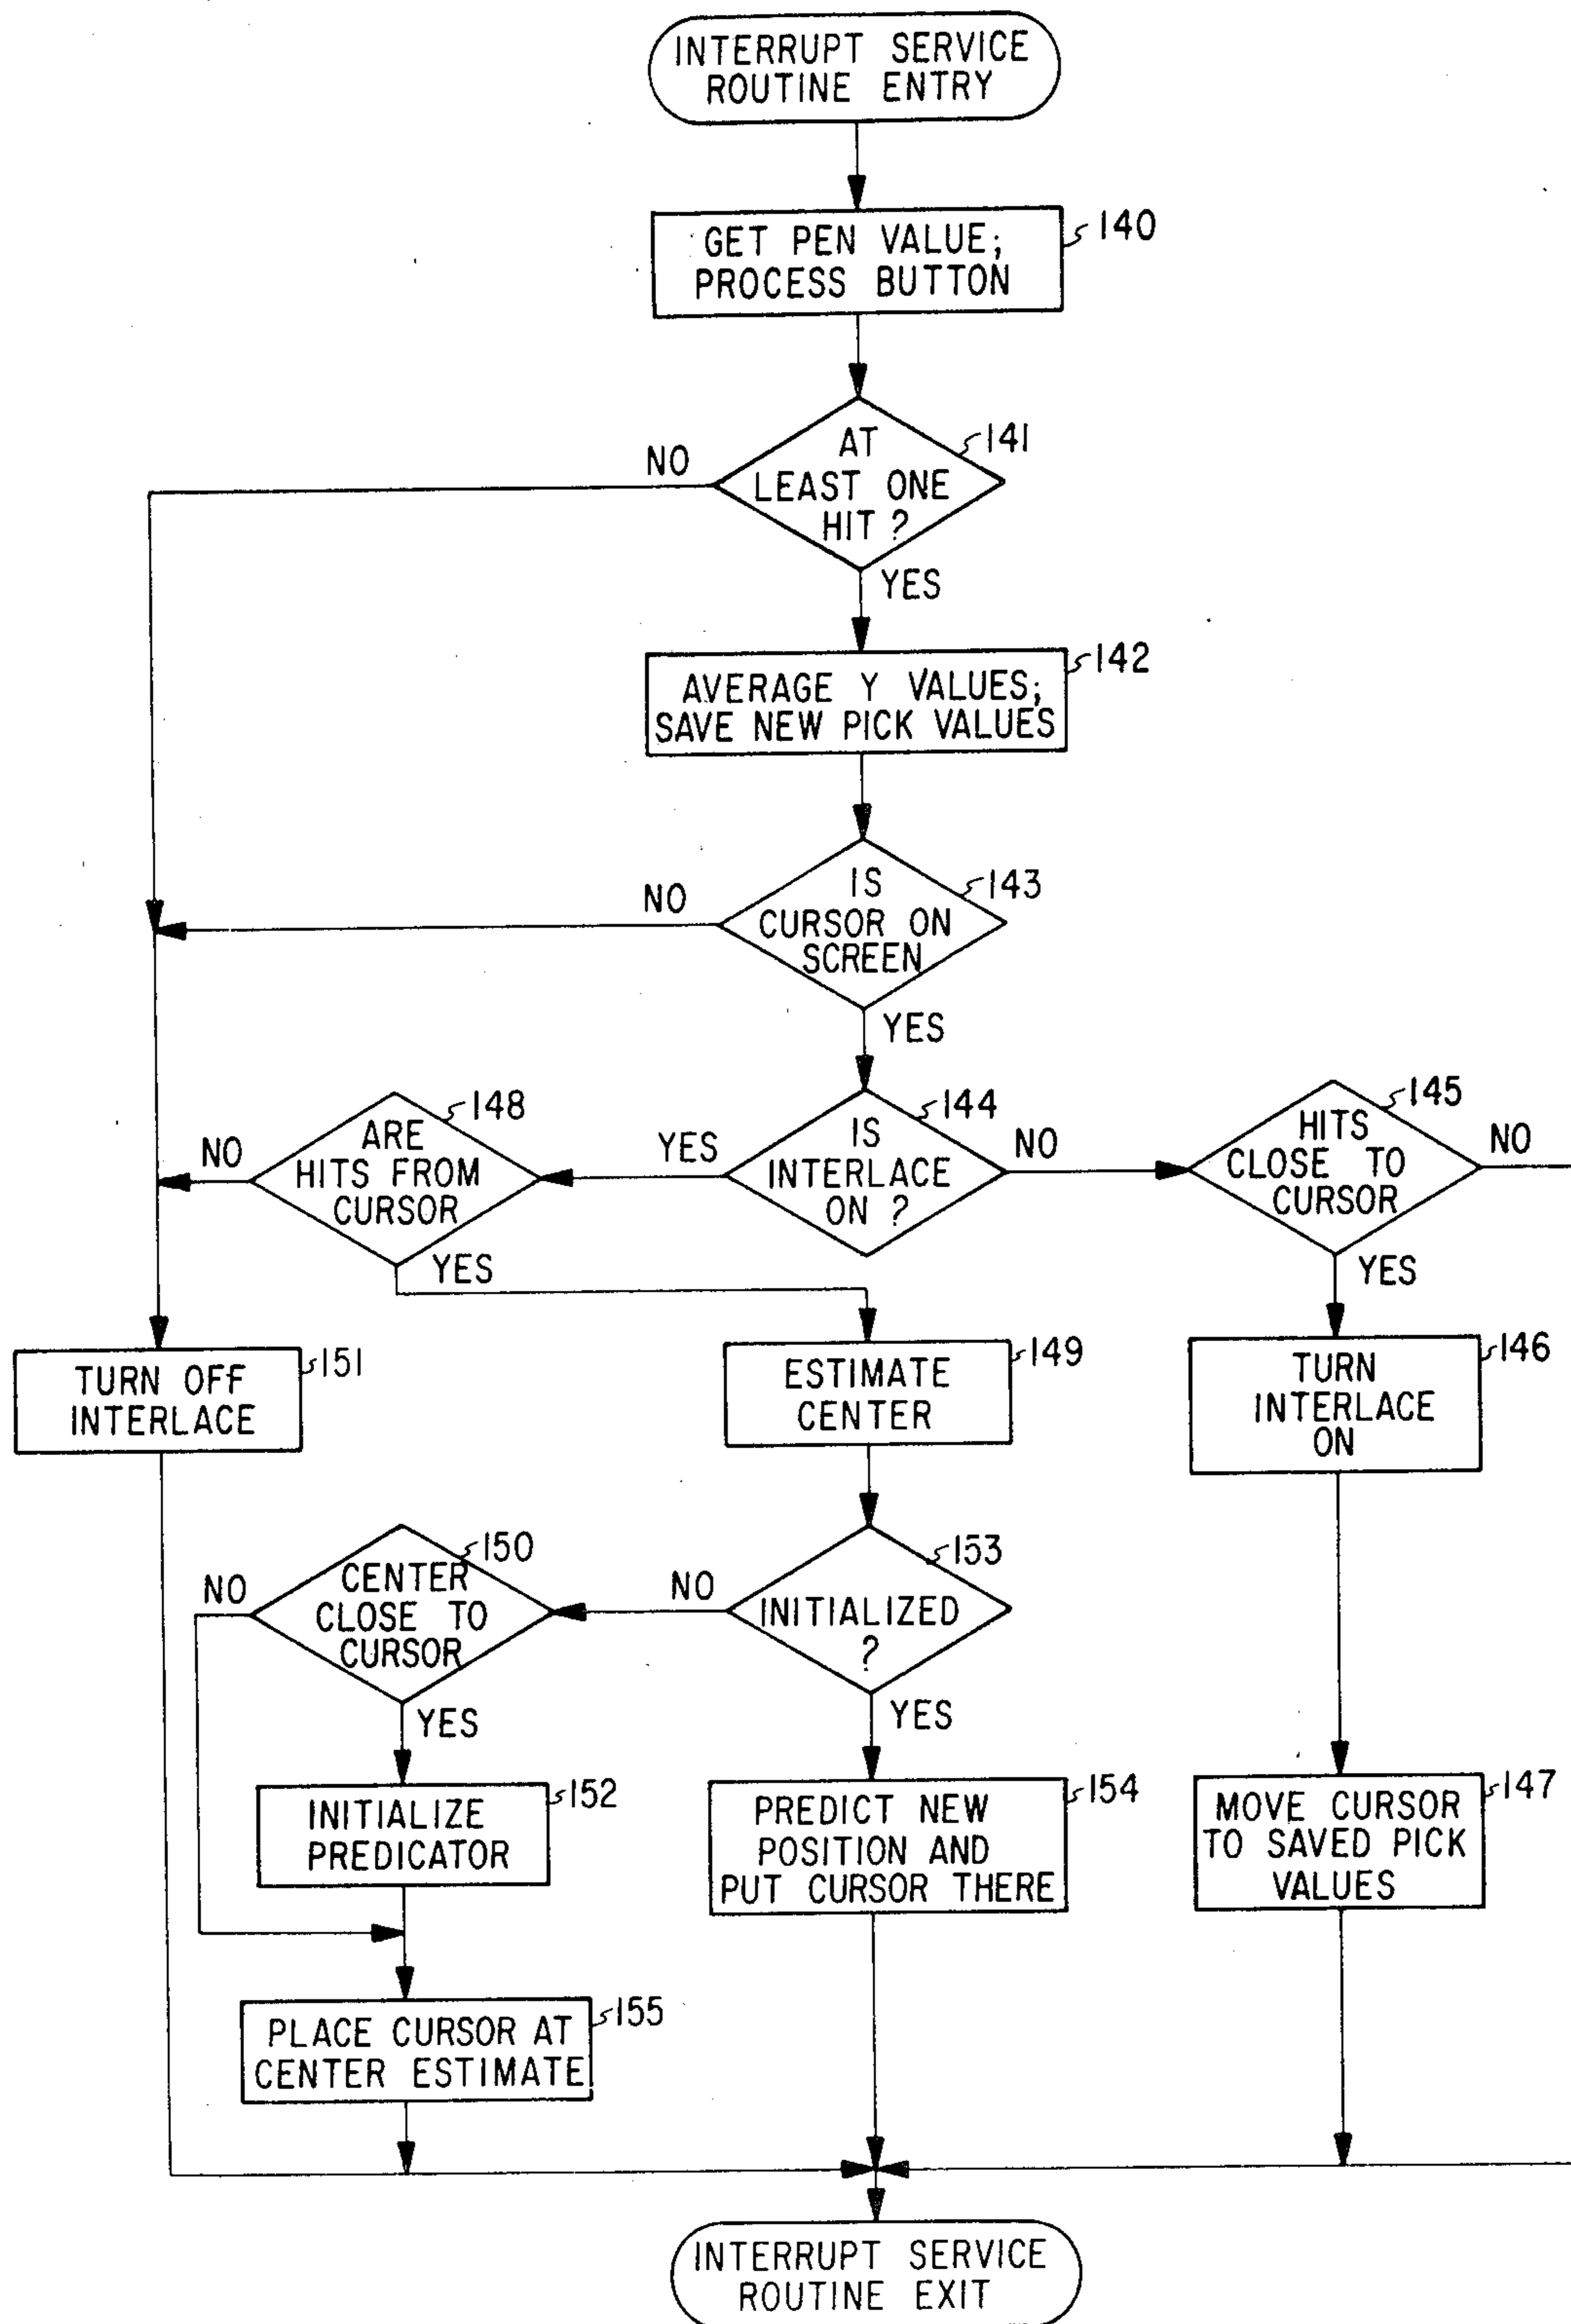 INTERRUPT SERVICE
ROUTINE ENTRY
GET PEN VALUE;
PROCESS BUTTON
140
AT
LEAST ONE
HIT ?
141
NO
YES
AVERAGE Y VALUES;
SAVE NEW PICK VALUES
142
IS
CURSOR ON
SCREEN
143
NO
YES
ARE
HITS FROM
CURSOR
148
NO
YES
YES
IS
INTERLACE
ON ?
144
NO
HITS
CLOSE TO
CURSOR
145
NO
YES
TURN OFF
INTERLACE
151
ESTIMATE
CENTER
149
TURN
INTERLACE
ON
146
CENTER
CLOSE TO
CURSOR
150
NO
YES
NO
INITIALIZED
?
153
YES
INITIALIZE
PREDICATOR
152
PREDICT NEW
POSITION AND
PUT CURSOR THERE
154
MOVE CURSOR
TO SAVED PICK
VALUES
147
PLACE CURSOR AT
CENTER ESTIMATE
155
INTERRUPT SERVICE
ROUTINE EXIT